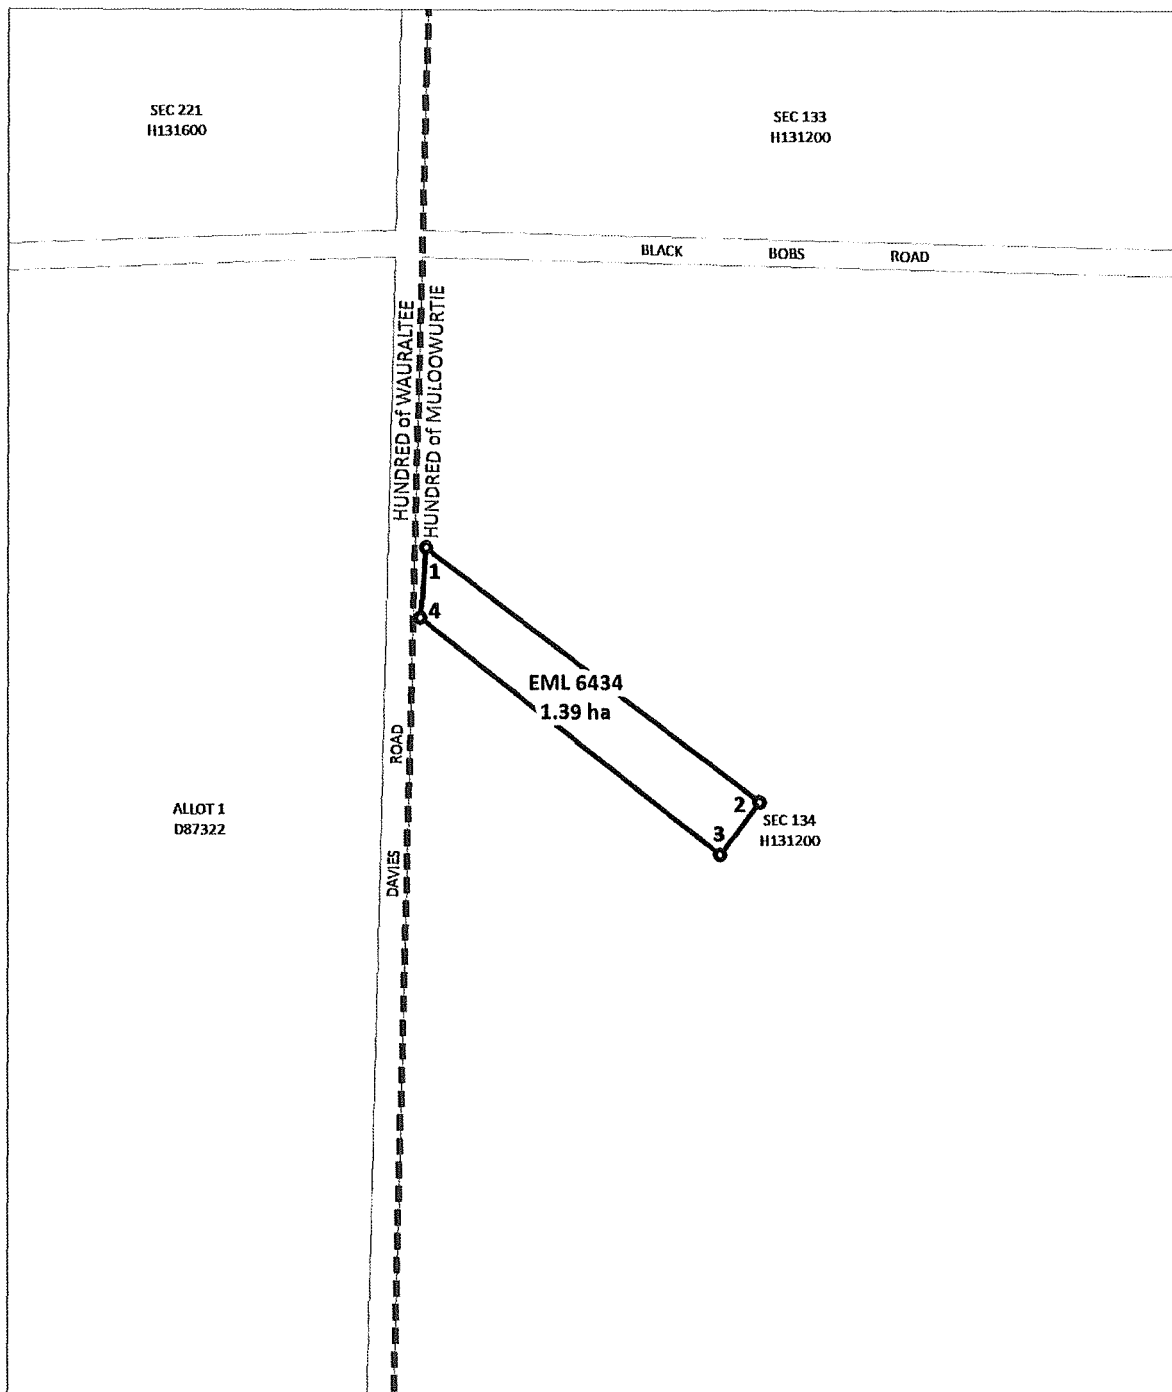 SEC 221
H131600
SEC 133
H131200
BLACK BOBS ROAD
HUNDRED of WAURALTEE
HUNDRED of MULOOWURTIE
1
4
EML 6434
1.39 ha
2
3
SEC 134
H131200
ALLOT 1
D87322
DAVIES ROAD